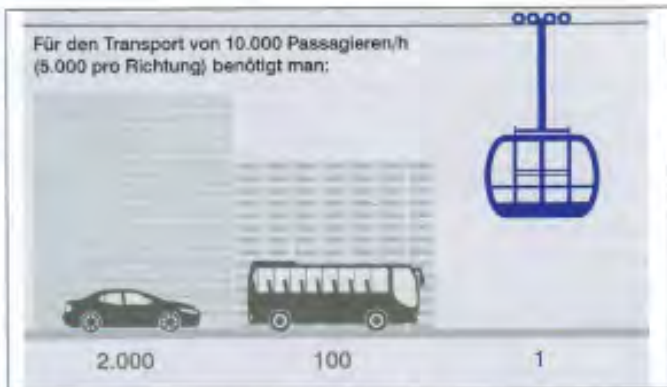 Für den Transport von 10.000 Passagieren/h
(5.000 pro Richtung) benötigt man:
2.000 100 1